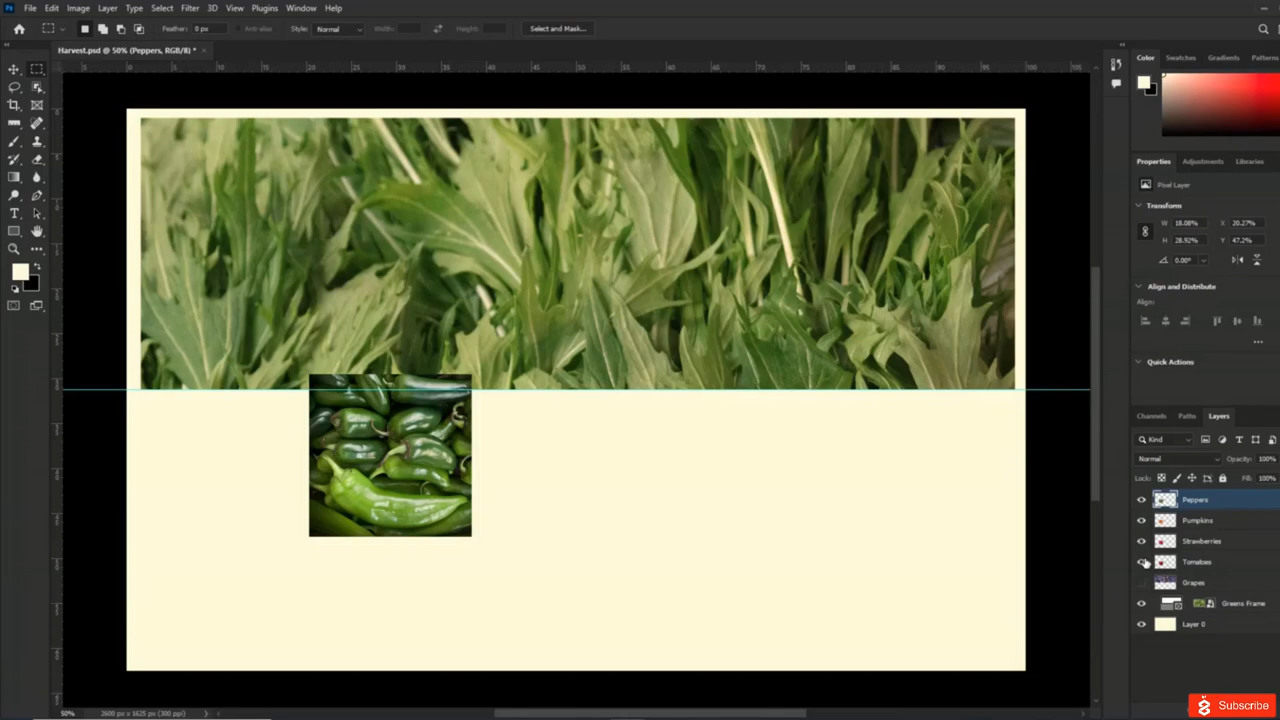 Ps File Edit Image Layer Type Select Filter 3D View Plugins Window Help
Feather: 0 px Anti-alias Style: Normal Width: Height: Select and Mask...
Harvest.psd @ 50% (Peppers, RGB/8) * ×
Color Swatches Gradients Patterns
Properties Adjustments Libraries
Pixel Layer
Transform
W 18.08% X 20.27%
H 28.92% Y 47.2%
0.00°
Align and Distribute
Align:
Quick Actions
Channels Paths Layers
Kind
Normal Opacity: 100%
Lock: Fill: 100%
Peppers
Pumpkins
Strawberries
Tomatoes
Grapes
Greens Frame
Layer 0
50% 2600 px x 1625 px (300 ppi)
Subscribe